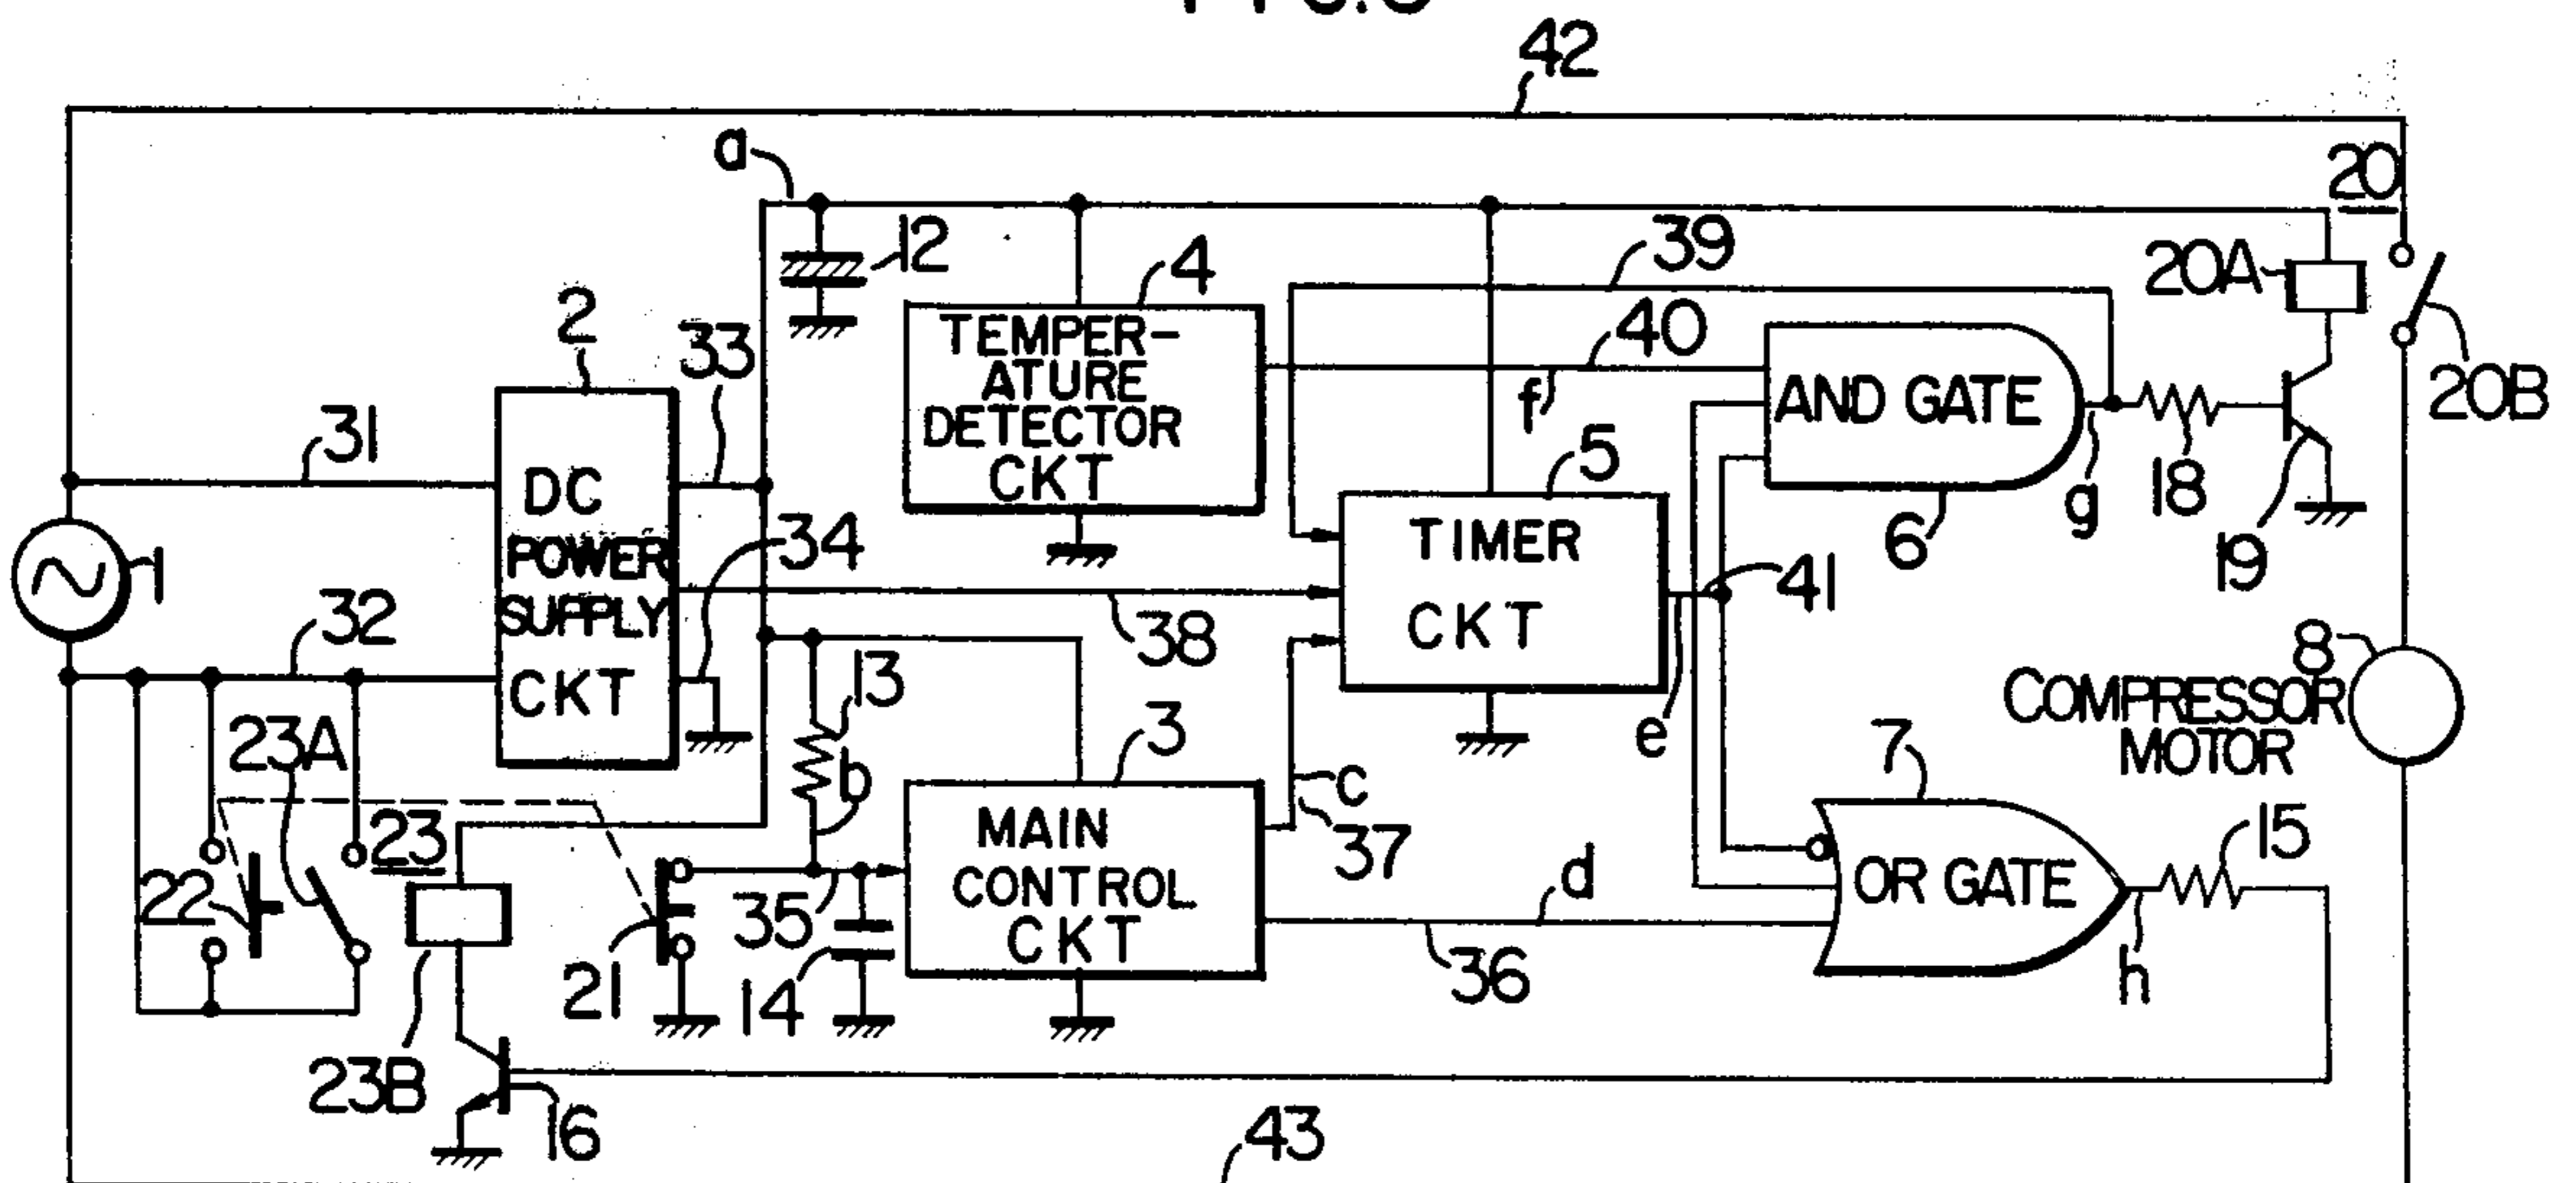 42
a
20
12
39
4
20A
2
33
TEMPER-
ATURE
DETECTOR
CKT
40
f
AND GATE
20B
31
DC
POWER
SUPPLY
CKT
5
18
g
34
TIMER
CKT
6
19
1
41
32
38
13
e
8
COMPRESSOR
MOTOR
23A
3
7
b
c
37
15
23
MAIN
CONTROL
CKT
22
35
d
OR GATE
21
14
36
h
23B
16
43